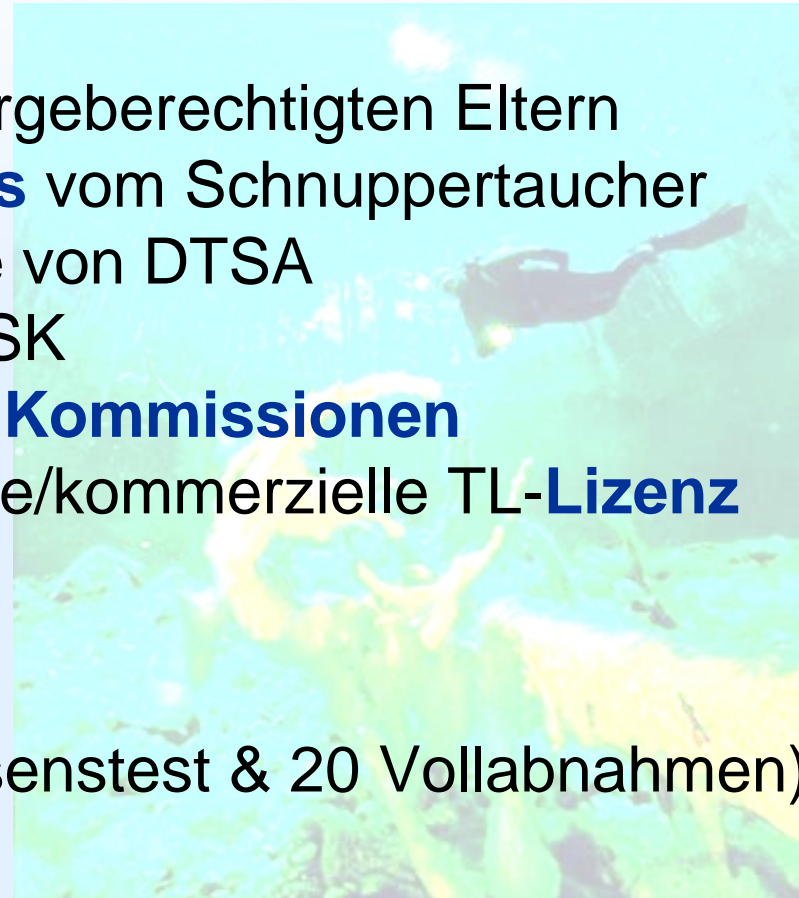 rgeberechtigten Eltern
s vom Schnuppertaucher
e von DTSA
SK
Kommissionen
e/kommerzielle TL-Lizenz
senstest & 20 Vollabnahmen)